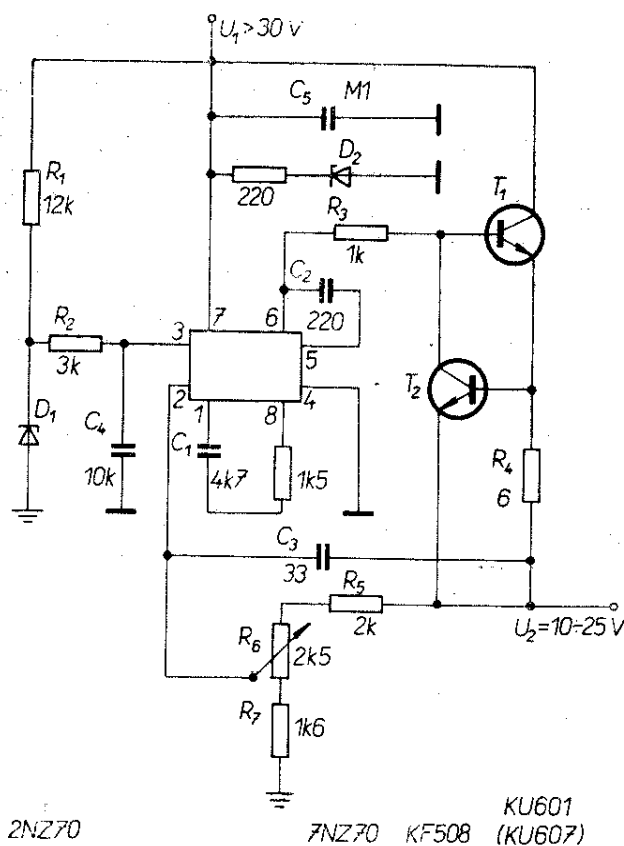 U₁>30 v
C₅ M1
R₁
12k
220
D₂
T₁
R₃
1k
C₂
220
R₂
3k
3
7
6
5
2
1
8
4
T₂
D₁
C₄
10k
C₁
4k7
1k5
R₄
6
C₃
33
R₅
2k
U₂=10÷25 V
R₆
2k5
R₇
1k6
2NZ70
7NZ70 KF508
KU601
(KU607)